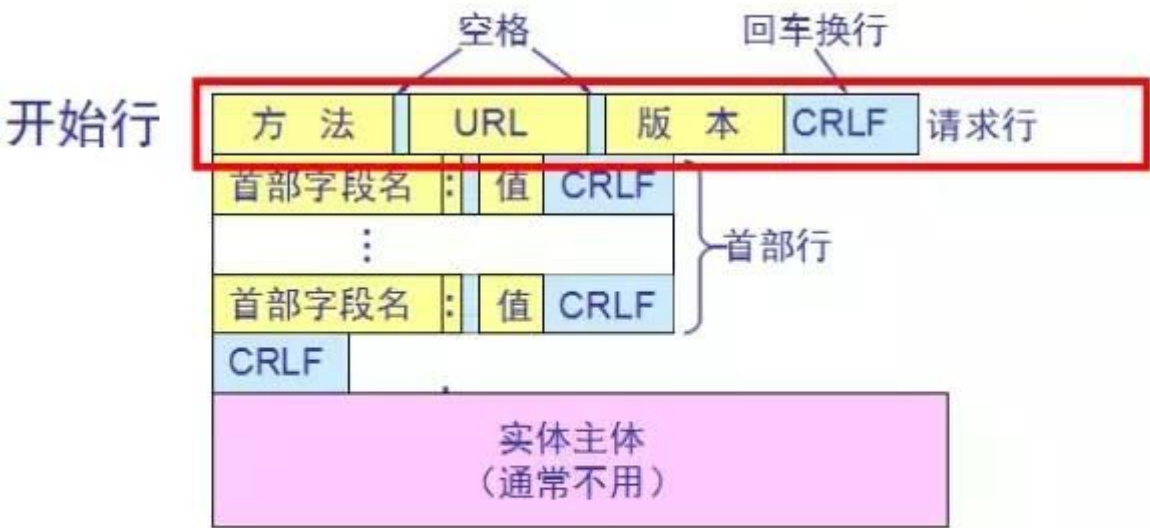 空格 回车换行
开始行 方 法 URL 版 本 CRLF 请求行
首部字段名 : 值 CRLF
⋮ 首部行
首部字段名 : 值 CRLF
CRLF
实体主体
（通常不用）